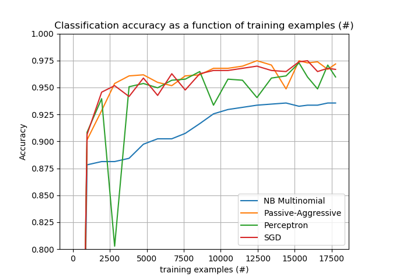 Classification accuracy as a function of training examples (#)
1.000
0.975
0.950
0.925
0.900
0.875
0.850
0.825
0.800
Accuracy
NB Multinomial
Passive-Aggressive
Perceptron
SGD
0 2500 5000 7500 10000 12500 15000 17500
training examples (#)